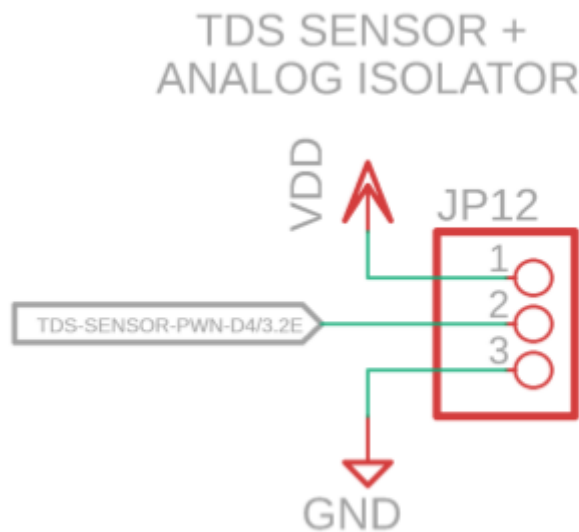 TDS SENSOR +
ANALOG ISOLATOR
VDD
JP12
1
TDS-SENSOR-PWN-D4/3.2E
2
3
GND